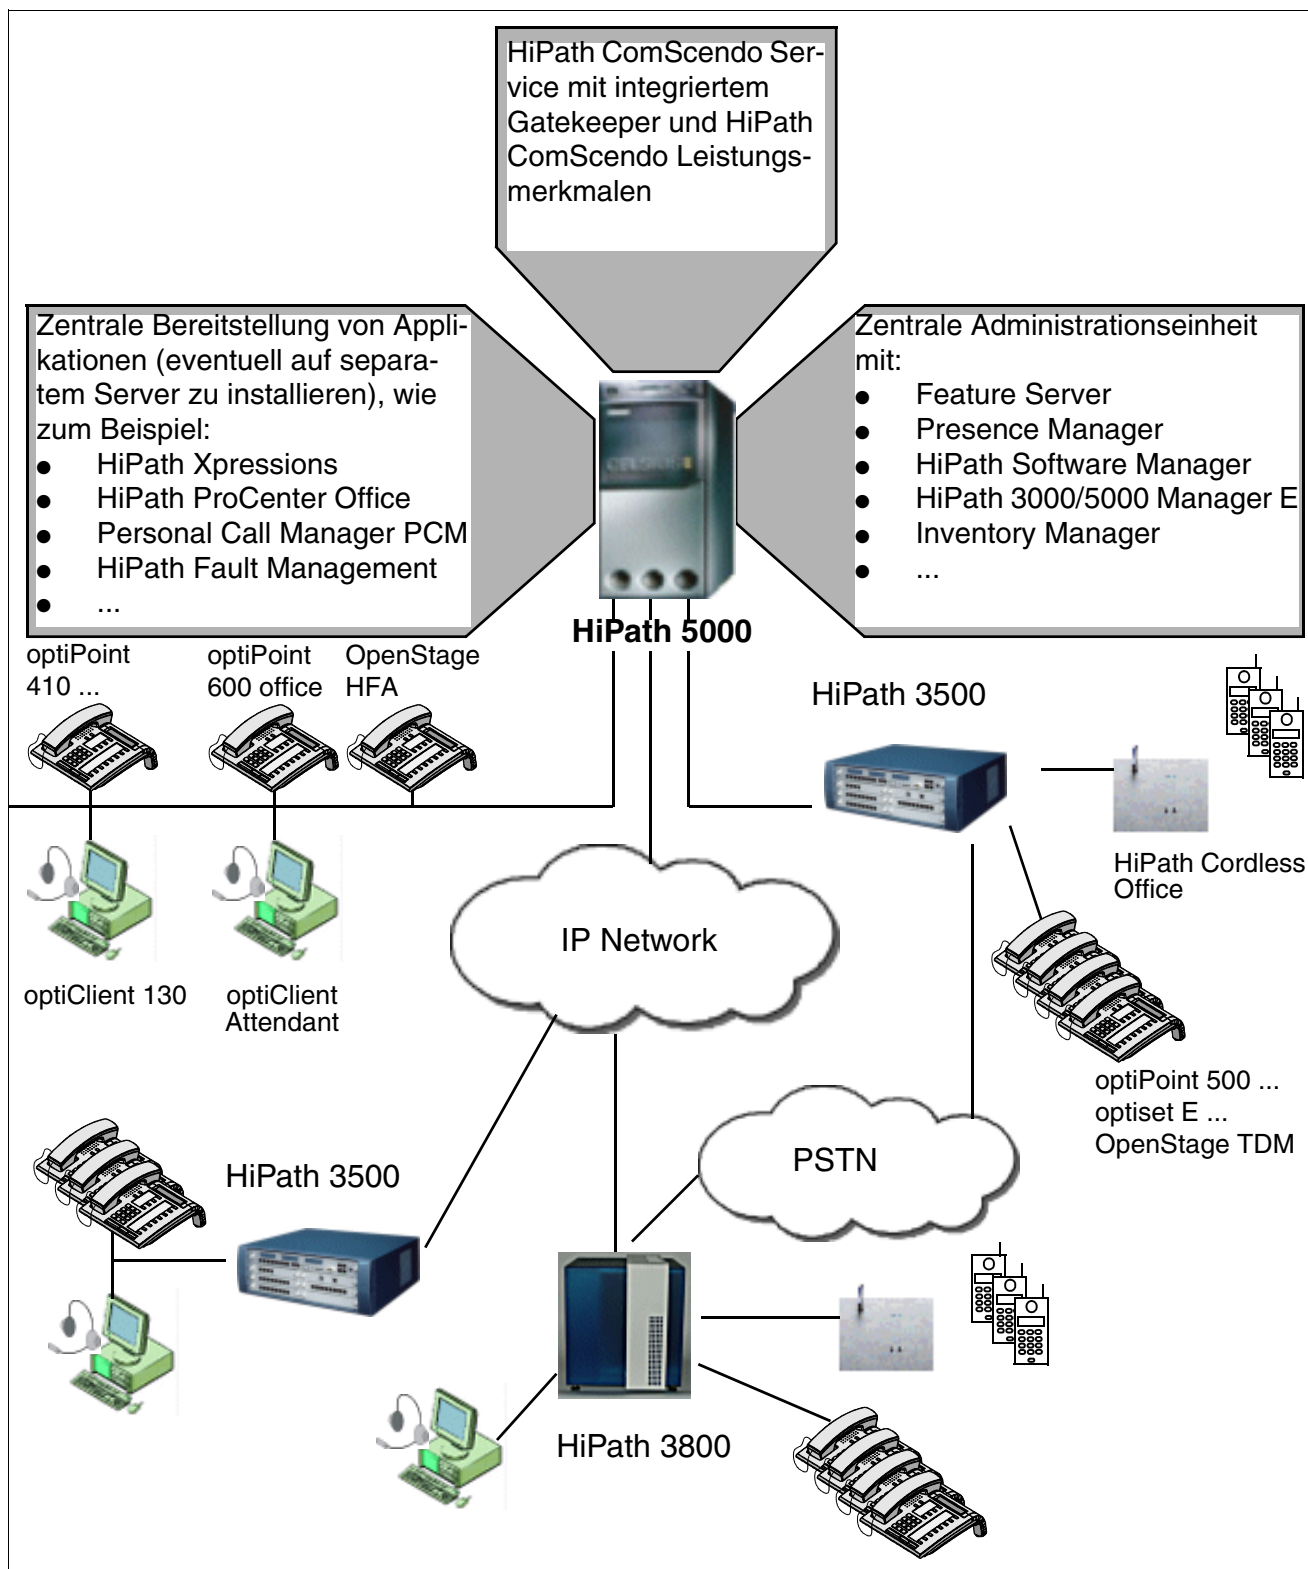 HiPath ComScendo Ser-
vice mit integriertem
Gatekeeper und HiPath
ComScendo Leistungs-
merkmalen
Zentrale Bereitstellung von Appli-
kationen (eventuell auf separa-
tem Server zu installieren), wie
zum Beispiel:
● HiPath Xpressions
● HiPath ProCenter Office
● Personal Call Manager PCM
● HiPath Fault Management
● ...
Zentrale Administrationseinheit
mit:
● Feature Server
● Presence Manager
● HiPath Software Manager
● HiPath 3000/5000 Manager E
● Inventory Manager
● ...
CELSIUS
HiPath 5000
optiPoint
410 ...
optiPoint
600 office
OpenStage
HFA
HiPath 3500
HiPath Cordless
Office
IP Network
optiClient 130
optiClient
Attendant
optiPoint 500 ...
optiset E ...
OpenStage TDM
PSTN
HiPath 3500
HiPath 3800